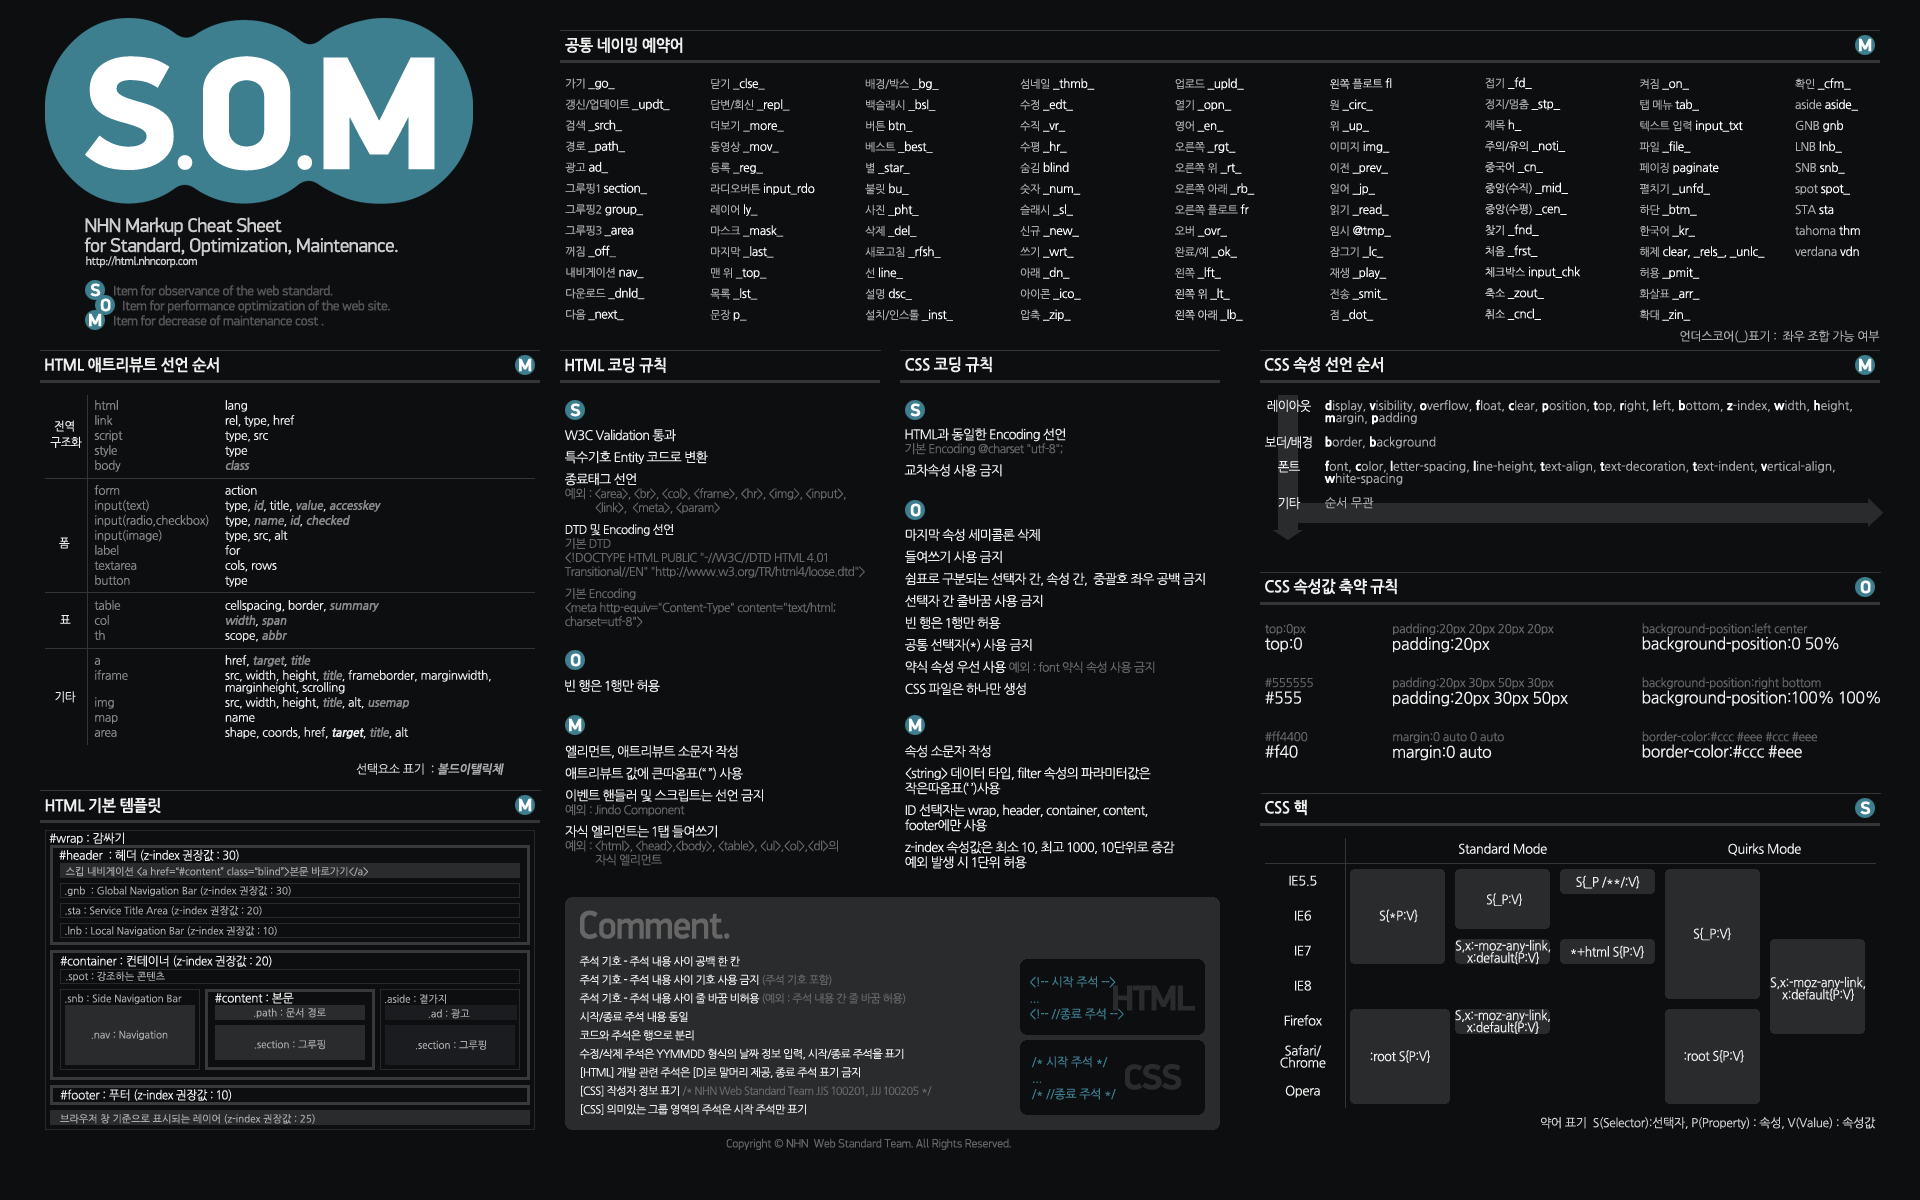 S.O.M
NHN Markup Cheat Sheet
for Standard, Optimization, Maintenance.
http://html.nhncorp.com
S Item for observance of the web standard.
O Item for performance optimization of the web site.
M Item for decrease of maintenance cost .
공통 네이밍 예약어 M
가기 _go_
갱신/업데이트 _updt_
검색 _srch_
경로 _path_
광고 ad_
그루핑1 section_
그루핑2 group_
그루핑3 _area
꺼짐 _off_
내비게이션 nav_
다운로드 _dnld_
다음 _next_
닫기 _clse_
답변/회신 _repl_
더보기 _more_
동영상 _mov_
등록 _reg_
라디오버튼 input_rdo
레이어 ly_
마스크 _mask_
마지막 _last_
맨 위 _top_
목록 _lst_
문장 p_
배경/박스 _bg_
백슬래시 _bsl_
버튼 btn_
베스트 _best_
별 _star_
불릿 bu_
사진 _pht_
삭제 _del_
새로고침 _rfsh_
선 line_
설명 dsc_
설치/인스톨 _inst_
섬네일 _thmb_
수정 _edt_
수직 _vr_
수평 _hr_
숨김 blind
숫자 _num_
슬래시 _sl_
신규 _new_
쓰기 _wrt_
아래 _dn_
아이콘 _ico_
압축 _zip_
업로드 _upld_
열기 _opn_
영어 _en_
오른쪽 _rgt_
오른쪽 위 _rt_
오른쪽 아래 _rb_
오른쪽 플로트 fr
오버 _ovr_
완료/예 _ok_
왼쪽 _lft_
왼쪽 위 _lt_
왼쪽 아래 _lb_
왼쪽 플로트 fl
원 _circ_
위 _up_
이미지 img_
이전 _prev_
일어 _jp_
읽기 _read_
임시 @tmp_
잠그기 _lc_
재생 _play_
전송 _smit_
점 _dot_
접기 _fd_
정지/멈춤 _stp_
제목 h_
주의/유의 _noti_
중국어 _cn_
중앙(수직) _mid_
중앙(수평) _cen_
찾기 _fnd_
처음 _frst_
체크박스 input_chk
축소 _zout_
취소 _cncl_
켜짐 _on_
탭 메뉴 tab_
텍스트 입력 input_txt
파일 _file_
페이징 paginate
펼치기 _unfd_
하단 _btm_
한국어 _kr_
해제 clear, _rels_, _unlc_
허용 _pmit_
화살표 _arr_
확대 _zin_
확인 _cfm_
aside aside_
GNB gnb
LNB lnb_
SNB snb_
spot spot_
STA sta
tahoma thm
verdana vdn
언더스코어(_)표기 : 좌우 조합 가능 여부
HTML 애트리뷰트 선언 순서 M
전역
구조화
html lang
link rel, type, href
script type, src
style type
body class
폼
form action
input(text) type, id, title, value, accesskey
input(radio,checkbox) type, name, id, checked
input(image) type, src, alt
label for
textarea cols, rows
button type
표
table cellspacing, border, summary
col width, span
th scope, abbr
기타
a href, target, title
iframe src, width, height, title, frameborder, marginwidth,
marginheight, scrolling
img src, width, height, title, alt, usemap
map name
area shape, coords, href, target, title, alt
선택요소 표기 : 볼드이탤릭체
HTML 기본 템플릿 M
#wrap : 감싸기
#header : 헤더 (z-index 권장값 : 30)
스킵 내비게이션 <a href="#content" class="blind">본문 바로가기</a>
.gnb : Global Navigation Bar (z-index 권장값 : 30)
.sta : Service Title Area (z-index 권장값 : 20)
.lnb : Local Navigation Bar (z-index 권장값 : 10)
#container : 컨테이너 (z-index 권장값 : 20)
.spot : 강조하는 콘텐츠
.snb : Side Navigation Bar
.nav : Navigation
#content : 본문
.path : 문서 경로
.section : 그루핑
.aside : 곁가지
.ad : 광고
.section : 그루핑
#footer : 푸터 (z-index 권장값 : 10)
브라우저 창 기준으로 표시되는 레이어 (z-index 권장값 : 25)
HTML 코딩 규칙
S
W3C Validation 통과
특수기호 Entity 코드로 변환
종료태그 선언
예외 : <area>, <br>, <col>, <frame>, <hr>, <img>, <input>,
<link>, <meta>, <param>
DTD 및 Encoding 선언
기본 DTD
<!DOCTYPE HTML PUBLIC "-//W3C//DTD HTML 4.01
Transitional//EN" "http://www.w3.org/TR/html4/loose.dtd">
기본 Encoding
<meta http-equiv="Content-Type" content="text/html;
charset=utf-8">
O
빈 행은 1행만 허용
M
엘리먼트, 애트리뷰트 소문자 작성
애트리뷰트 값에 큰따옴표(“ ”) 사용
이벤트 핸들러 및 스크립트는 선언 금지
예외 : Jindo Component
자식 엘리먼트는 1탭 들여쓰기
예외 : <html>, <head>,<body>, <table>, <ul>,<ol>,<dl>의
자식 엘리먼트
CSS 코딩 규칙
S
HTML과 동일한 Encoding 선언
기본 Encoding @charset "utf-8";
교차속성 사용 금지
O
마지막 속성 세미콜론 삭제
들여쓰기 사용 금지
쉼표로 구분되는 선택자 간, 속성 간, 중괄호 좌우 공백 금지
선택자 간 줄바꿈 사용 금지
빈 행은 1행만 허용
공통 선택자(*) 사용 금지
약식 속성 우선 사용 예외 : font 약식 속성 사용 금지
CSS 파일은 하나만 생성
M
속성 소문자 작성
<string> 데이터 타입, filter 속성의 파라미터값은
작은따옴표(‘ ’)사용
ID 선택자는 wrap, header, container, content,
footer에만 사용
z-index 속성값은 최소 10, 최고 1000, 10단위로 증감
예외 발생 시 1단위 허용
Comment.
주석 기호 - 주석 내용 사이 공백 한 칸
주석 기호 - 주석 내용 사이 기호 사용 금지 (주석 기호 포함)
주석 기호 - 주석 내용 사이 줄 바꿈 비허용 (예외 : 주석 내용 간 줄 바꿈 허용)
시작/종료 주석 내용 동일
코드와 주석은 행으로 분리
수정/삭제 주석은 YYMMDD 형식의 날짜 정보 입력, 시작/종료 주석을 표기
[HTML] 개발 관련 주석은 [D]로 말머리 제공, 종료 주석 표기 금지
[CSS] 작성자 정보 표기 /* NHN Web Standard Team JJS 100201, JJJ 100205 */
[CSS] 의미있는 그룹 영역의 주석은 시작 주석만 표기
<!-- 시작 주석 -->
...
<!-- //종료 주석 -->
HTML
/* 시작 주석 */
...
/* //종료 주석 */
CSS
Copyright © NHN Web Standard Team. All Rights Reserved.
CSS 속성 선언 순서 M
레이아웃 display, visibility, overflow, float, clear, position, top, right, left, bottom, z-index, width, height,
margin, padding
보더/배경 border, background
폰트 font, color, letter-spacing, line-height, text-align, text-decoration, text-indent, vertical-align,
white-spacing
기타 순서 무관
CSS 속성값 축약 규칙 O
top:0px
top:0
padding:20px 20px 20px 20px
padding:20px
background-position:left center
background-position:0 50%
#555555
#555
padding:20px 30px 50px 30px
padding:20px 30px 50px
background-position:right bottom
background-position:100% 100%
#ff4400
#f40
margin:0 auto 0 auto
margin:0 auto
border-color:#ccc #eee #ccc #eee
border-color:#ccc #eee
CSS 핵 S
Standard Mode Quirks Mode
IE5.5
IE6
IE7
IE8
Firefox
Safari/
Chrome
Opera
S{*P:V}
S{_P:V}
S{_P /**/:V}
S,x:-moz-any-link,
x:default{P:V}
*+html S{P:V}
S,x:-moz-any-link,
x:default{P:V}
:root S{P:V}
S{_P:V}
S,x:-moz-any-link,
x:default{P:V}
:root S{P:V}
약어 표기 S(Selector):선택자, P(Property) : 속성, V(Value) : 속성값